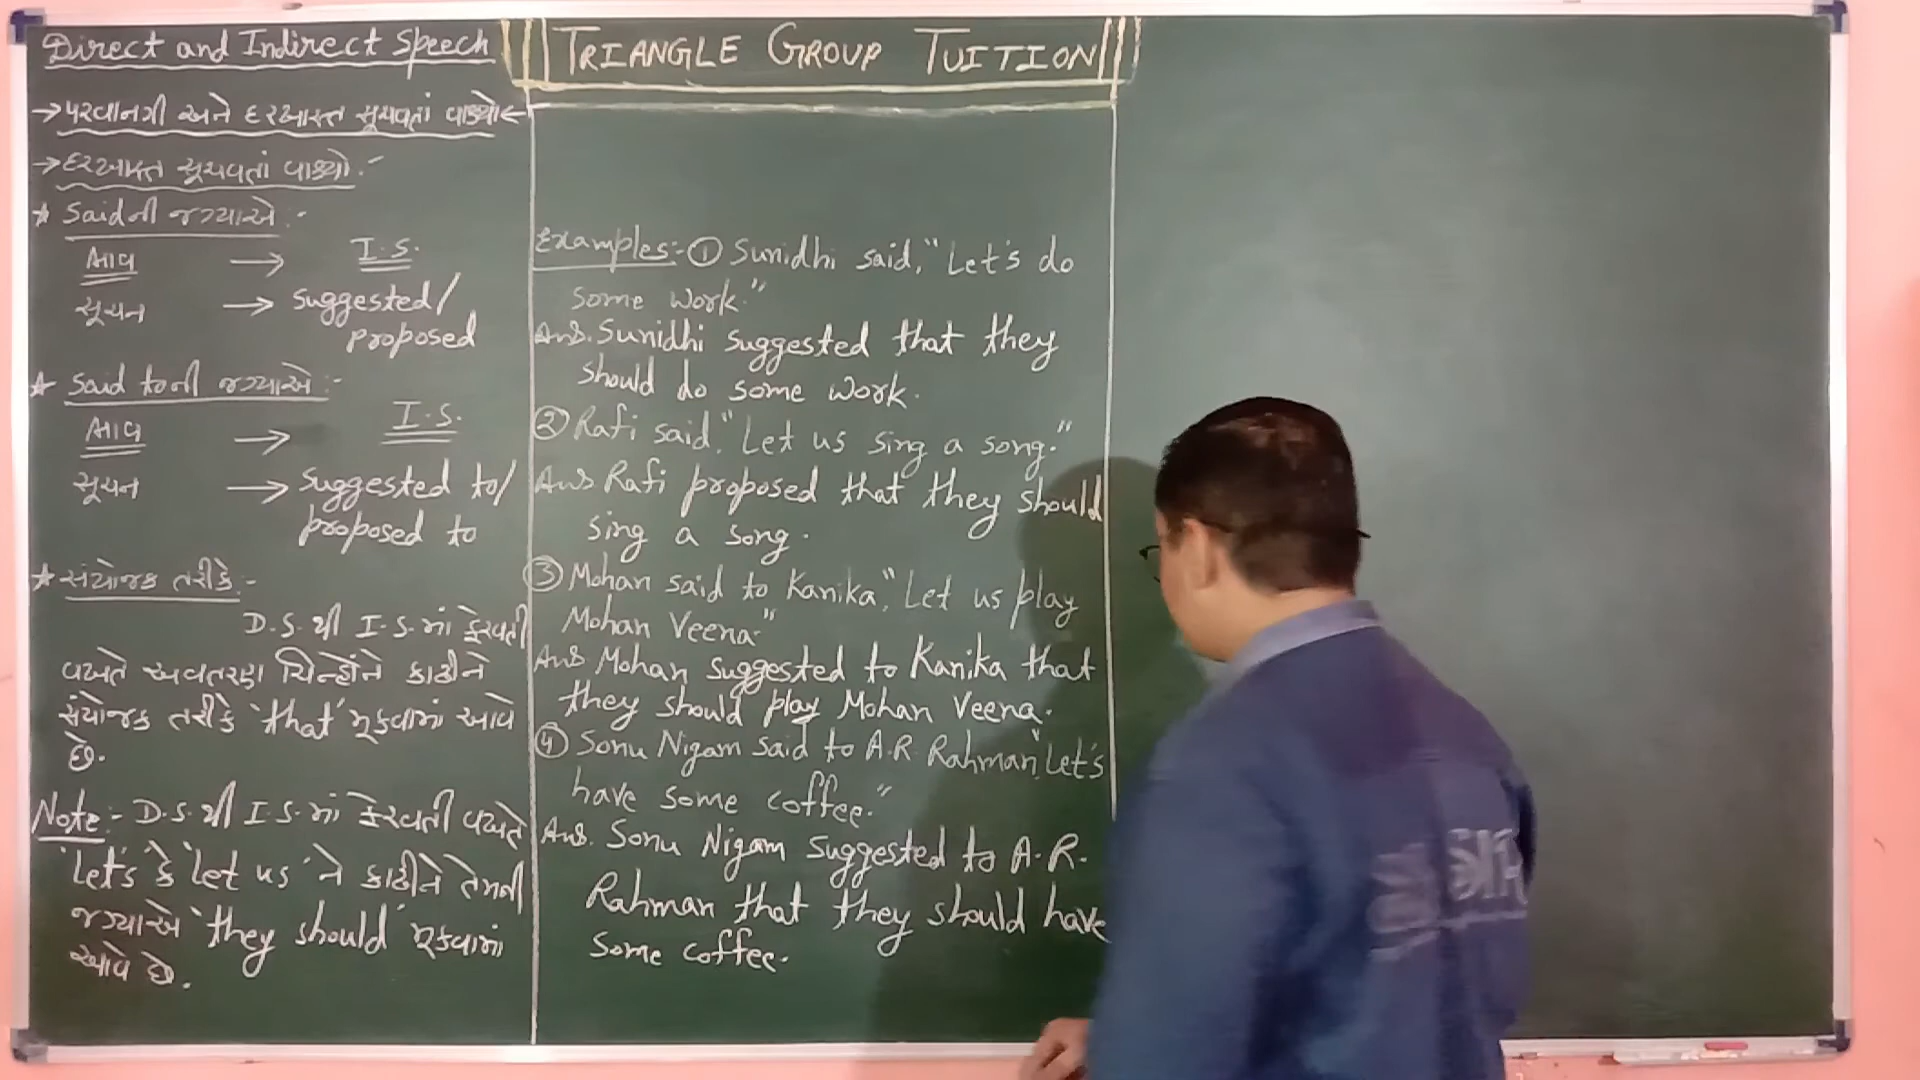 Direct and Indirect Speech
TRIANGLE GROUP TUITION
→ પરવાનગી અને દરખાસ્ત સૂચવતાં વાક્યો ←
→ દરખાસ્ત સૂચવતાં વાક્યો :-
★ Saidની જગ્યાએ :-
ભાવ → I.S.
સૂચન → suggested/
proposed
★ Said toની જગ્યાએ :-
ભાવ → I.S.
સૂચન → suggested to/
proposed to
★ સંયોજક તરીકે :-
D.S.થી I.S.માં ફેરવતી
વખતે અવતરણ ચિન્હોને કાઢીને
સંયોજક તરીકે 'that' મૂકવામાં આવે
છે.
Note:- D.S.થી I.S.માં ફેરવતી વખતે
'let's' કે 'let us' ને કાઢીને તેમની
જગ્યાએ 'they should' મૂકવામાં
આવે છે.
Examples:- ① Sunidhi said, "Let's do
some work."
Ans. Sunidhi suggested that they
should do some work.
② Rafi said, "Let us sing a song."
Ans Rafi proposed that they should
sing a song.
③ Mohan said to Kanika, "Let us play
Mohan Veena."
Ans Mohan suggested to Kanika that
they should play Mohan Veena.
④ Sonu Nigam said to A.R. Rahman, "Let's
have some coffee."
Ans. Sonu Nigam suggested to A.R.
Rahman that they should have
some coffee.